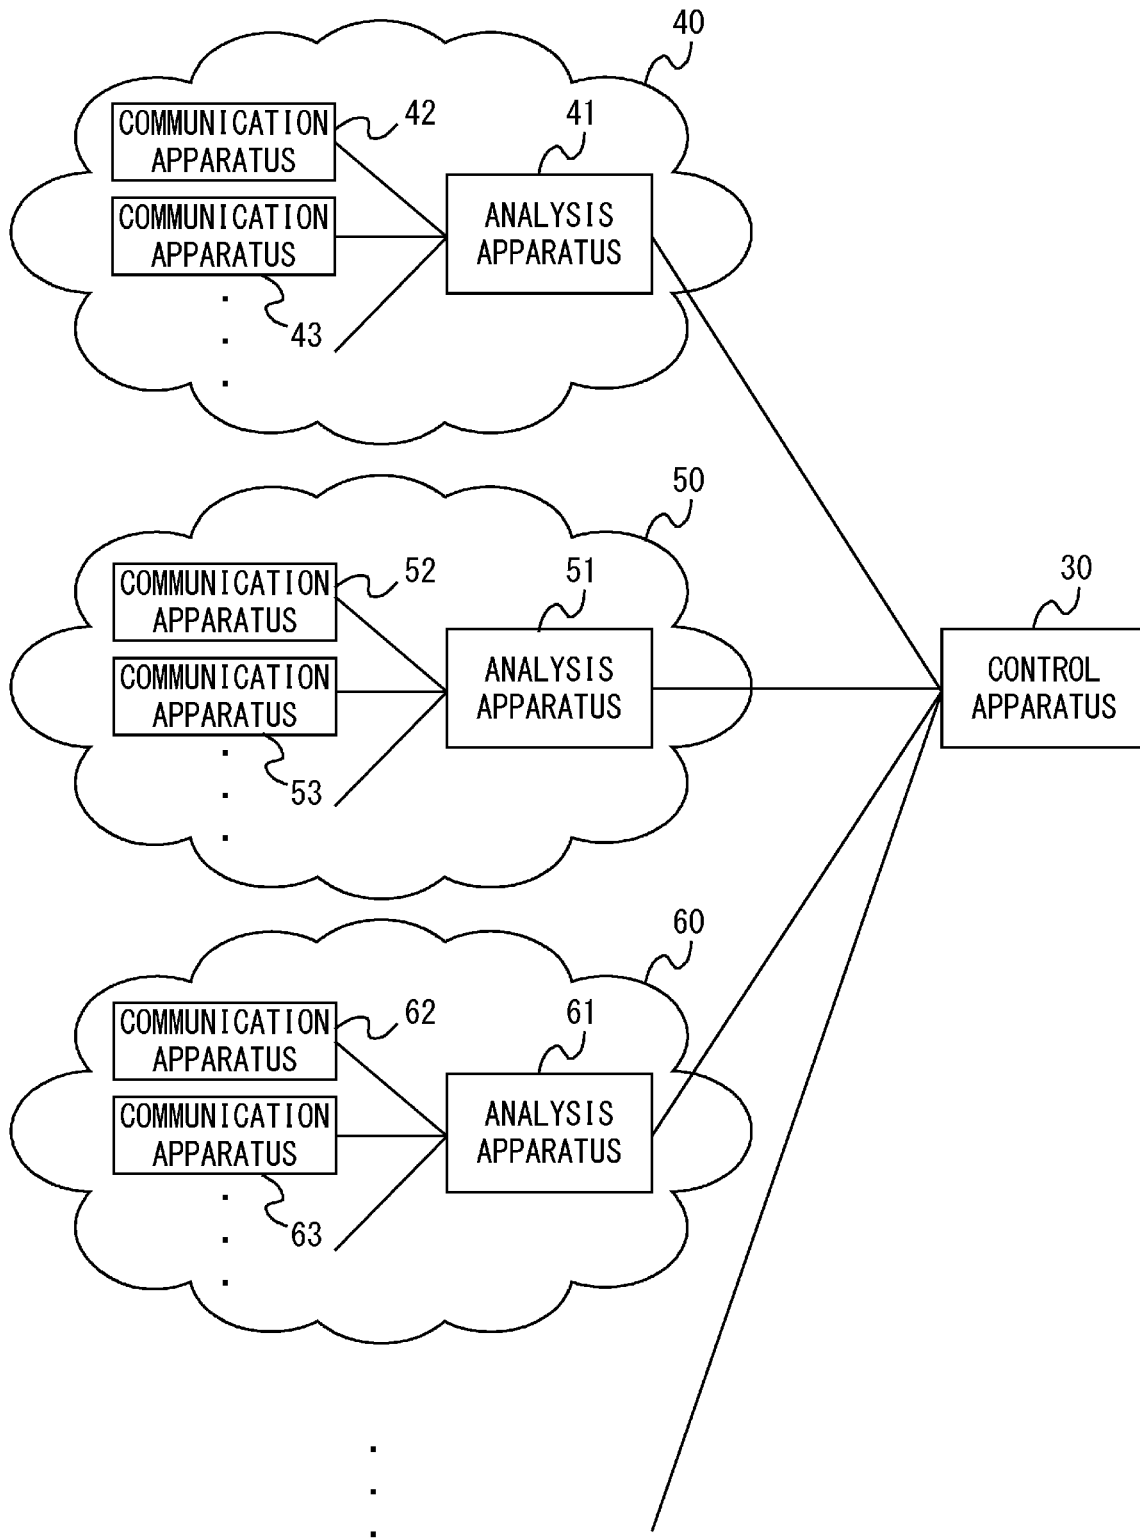 40
COMMUNICATION
APPARATUS
42
41
ANALYSIS
APPARATUS
COMMUNICATION
APPARATUS
43
50
COMMUNICATION
APPARATUS
52
51
ANALYSIS
APPARATUS
30
CONTROL
APPARATUS
COMMUNICATION
APPARATUS
53
60
COMMUNICATION
APPARATUS
62
61
ANALYSIS
APPARATUS
COMMUNICATION
APPARATUS
63